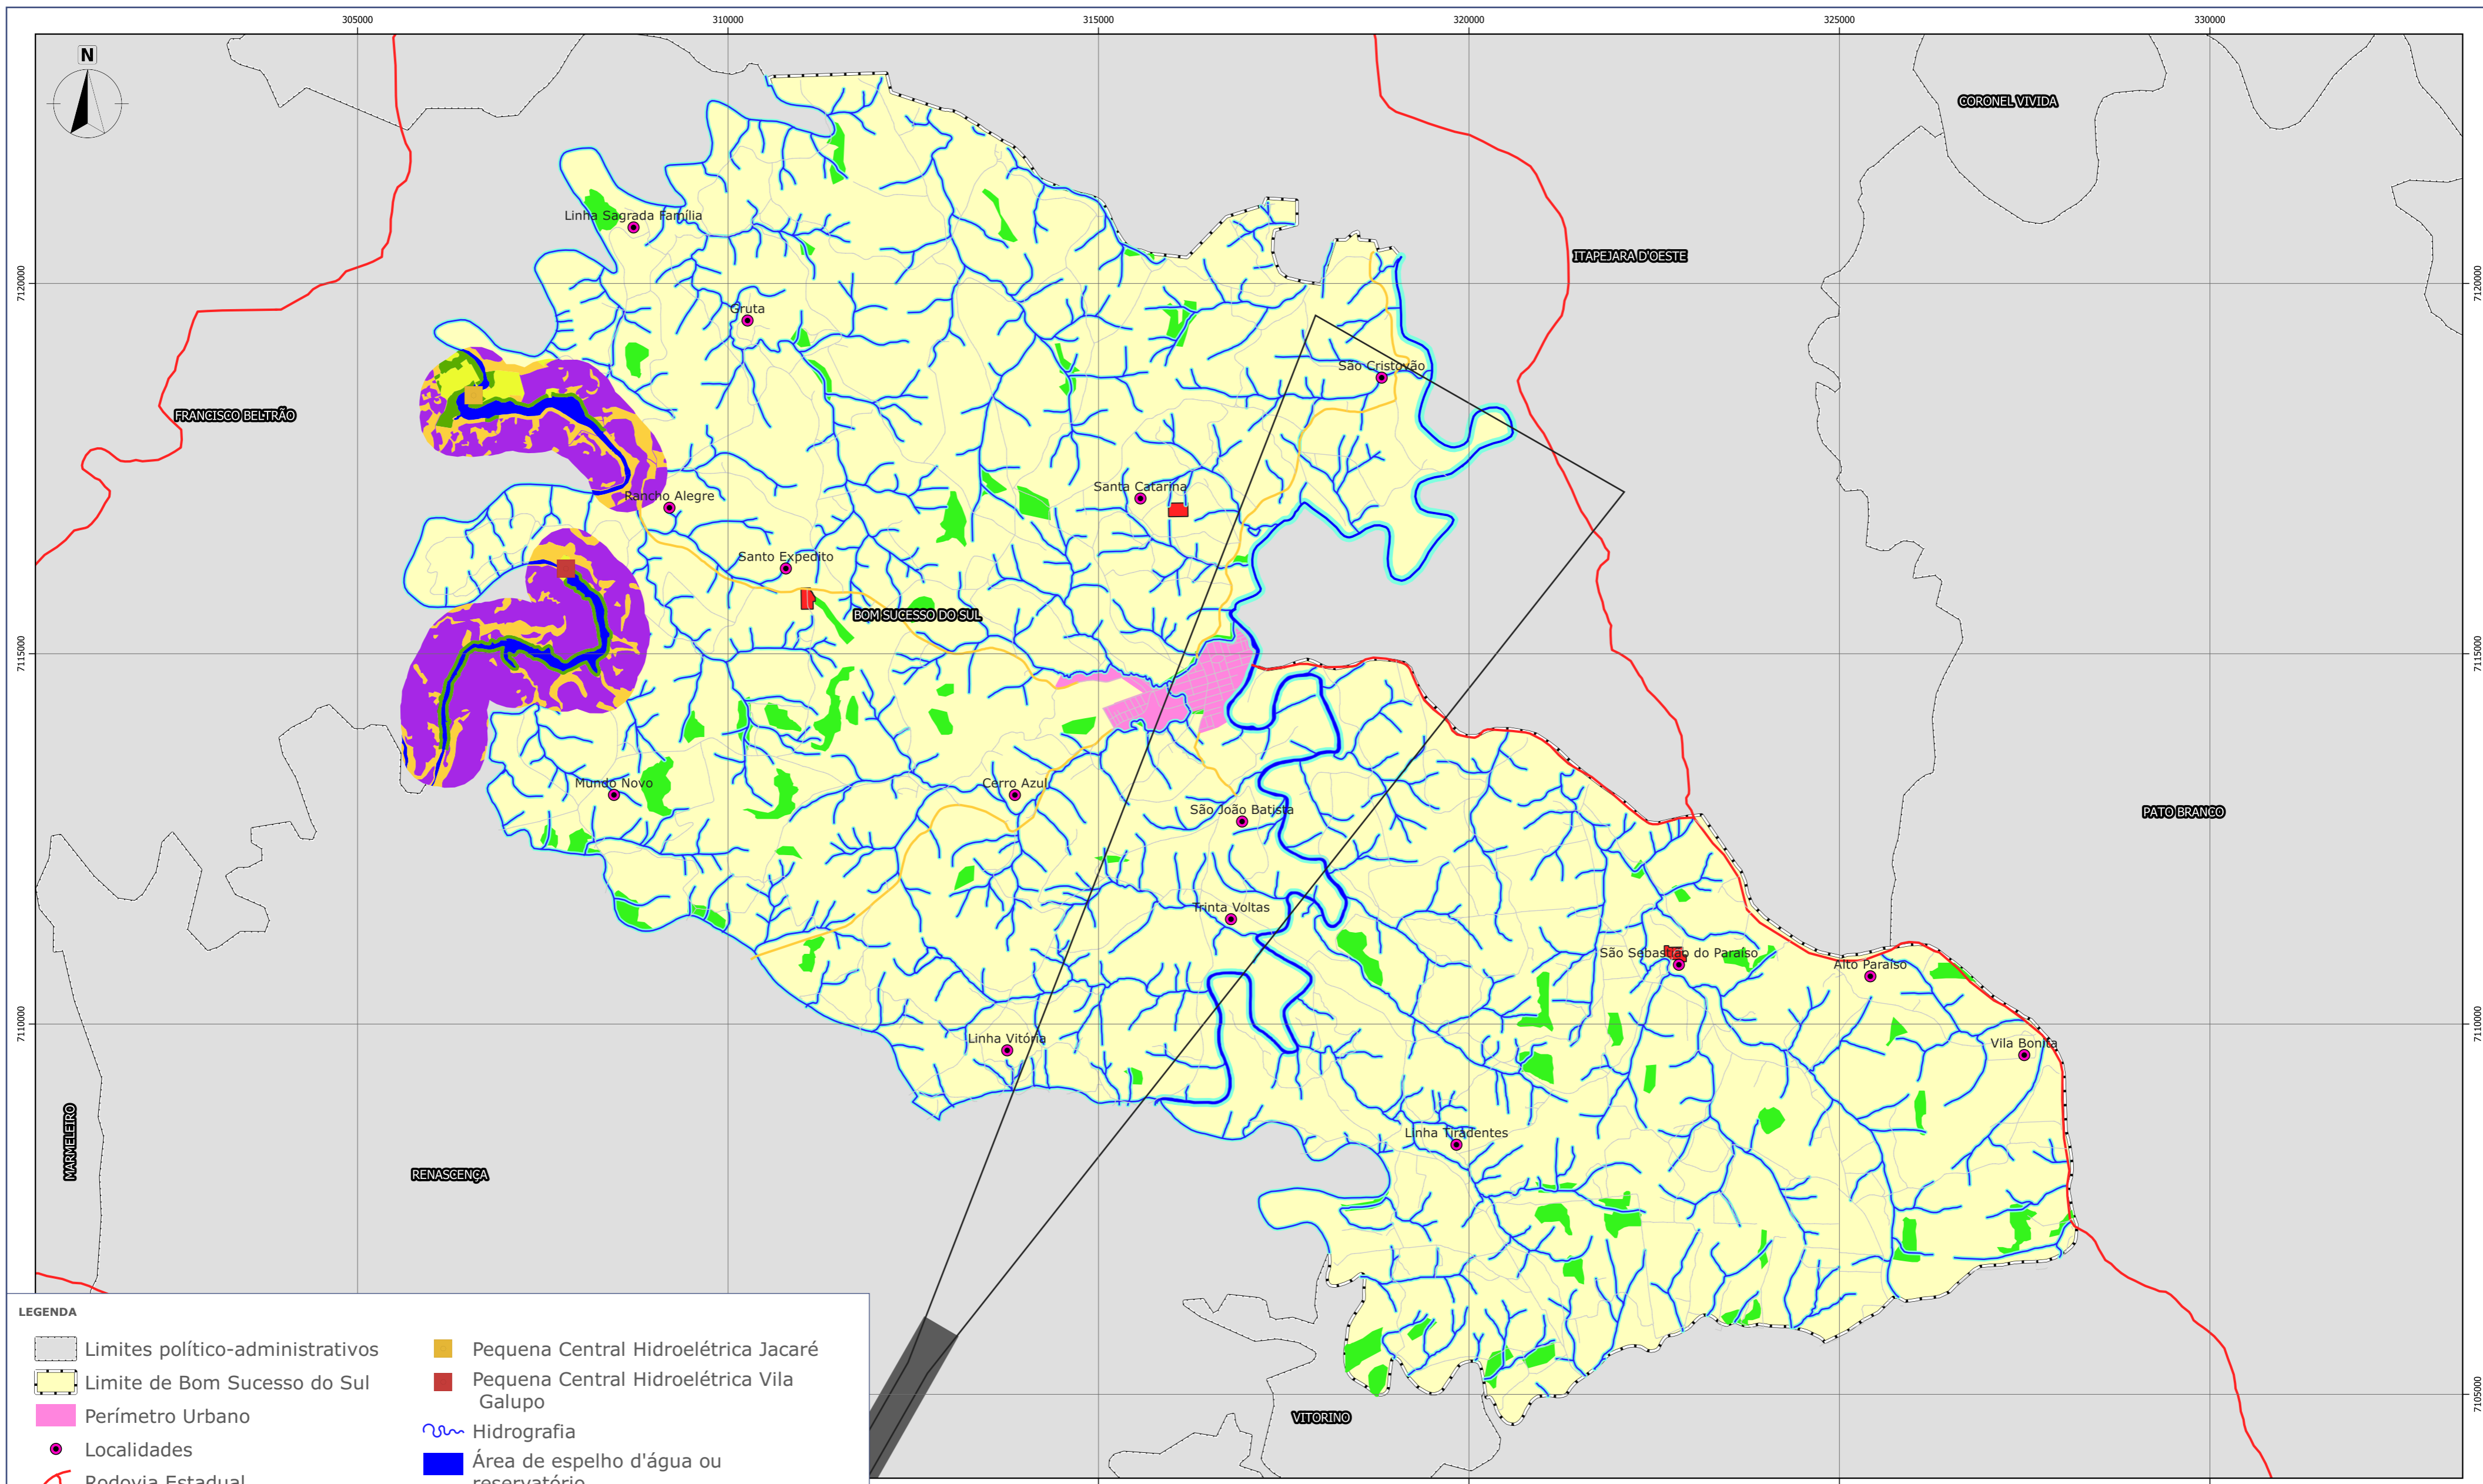 305000
310000
315000
320000
325000
330000
N
CORONEL VIVIDA
Linha Sagrada Família
ITAPEJARA D'OESTE
7120000
7120000
Gruta
São Cristovão
FRANCISCO BELTRÃO
Santa Catarina
Rancho Alegre
Santo Expedito
BOM SUCESSO DO SUL
7115000
7115000
Mundo Novo
Cerro Azul
São João Batista
PATO BRANCO
Trinta Voltas
São Sebastião do Paraíso
Alto Paraíso
7110000
7110000
Linha Vitória
Vila Bonita
Linha Tiradentes
MARMELEIRO
RENASCENÇA
7105000
VITORINO
LEGENDA
Limites político-administrativos
Limite de Bom Sucesso do Sul
Perímetro Urbano
Localidades
Rodovia Estadual
Pequena Central Hidroelétrica Jacaré
Pequena Central Hidroelétrica Vila
Galupo
Hidrografia
Área de espelho d'água ou
reservatório